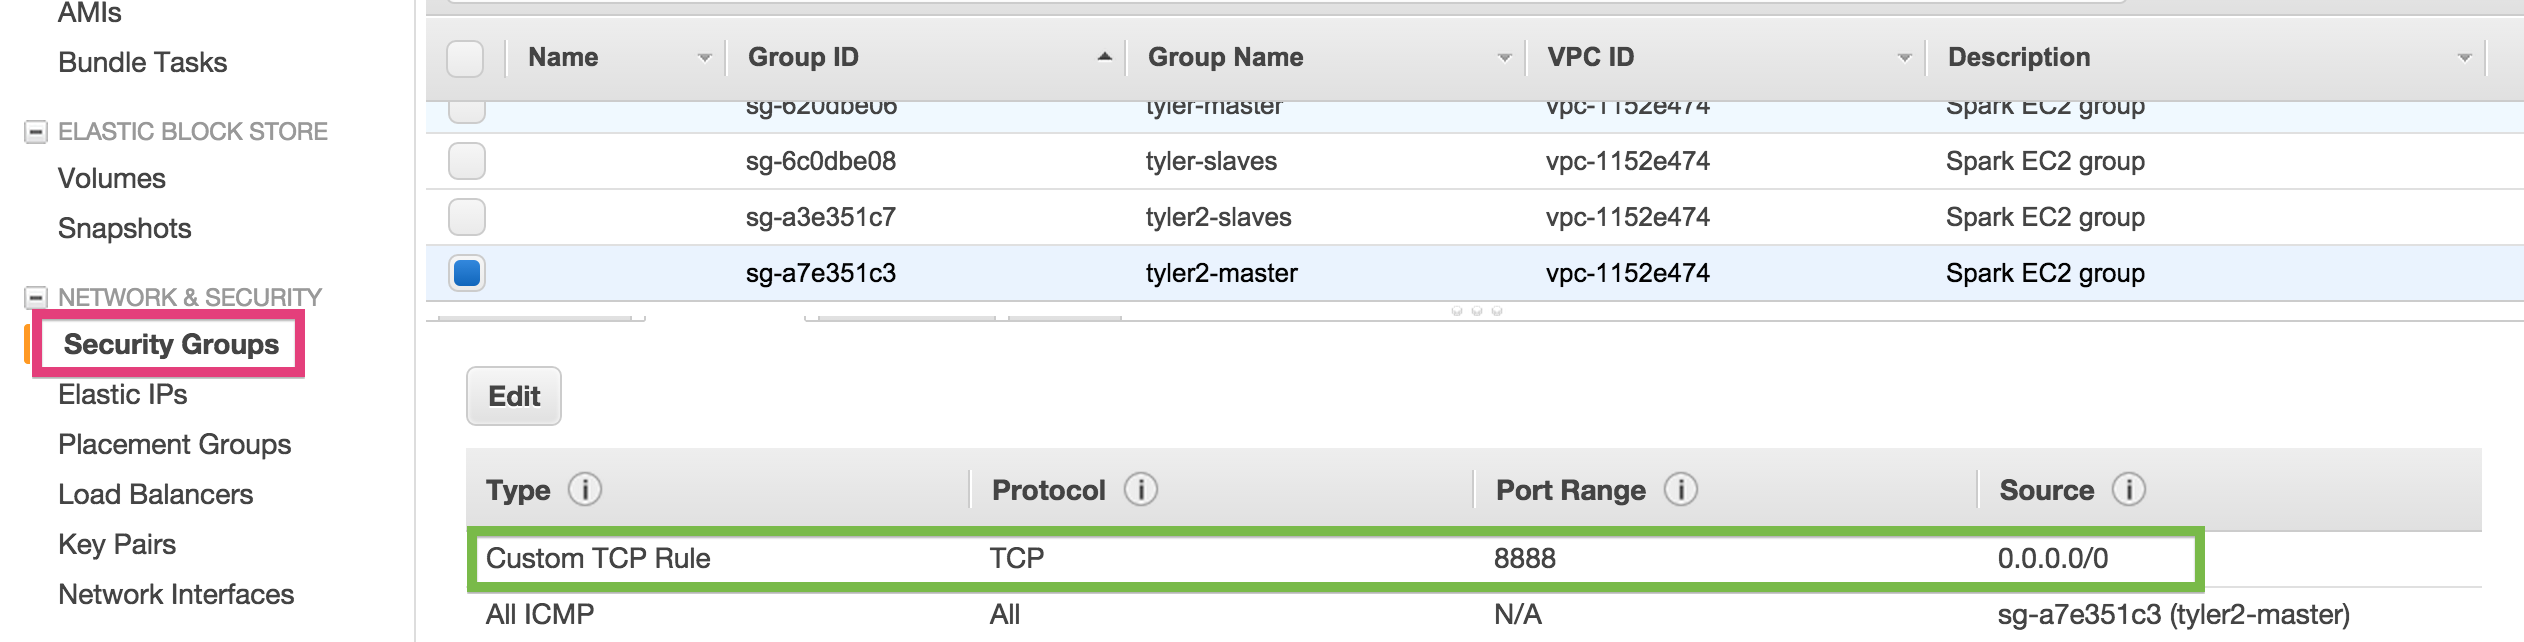 AMIs
Bundle Tasks
ELASTIC BLOCK STORE
Volumes
Snapshots
NETWORK & SECURITY
Security Groups
Elastic IPs
Placement Groups
Load Balancers
Key Pairs
Network Interfaces
Name Group ID Group Name VPC ID Description
sg-620dbe06 tyler-master vpc-1152e474 Spark EC2 group
sg-6c0dbe08 tyler-slaves vpc-1152e474 Spark EC2 group
sg-a3e351c7 tyler2-slaves vpc-1152e474 Spark EC2 group
sg-a7e351c3 tyler2-master vpc-1152e474 Spark EC2 group
Edit
Type i Protocol i Port Range i Source i
Custom TCP Rule TCP 8888 0.0.0.0/0
All ICMP All N/A sg-a7e351c3 (tyler2-master)